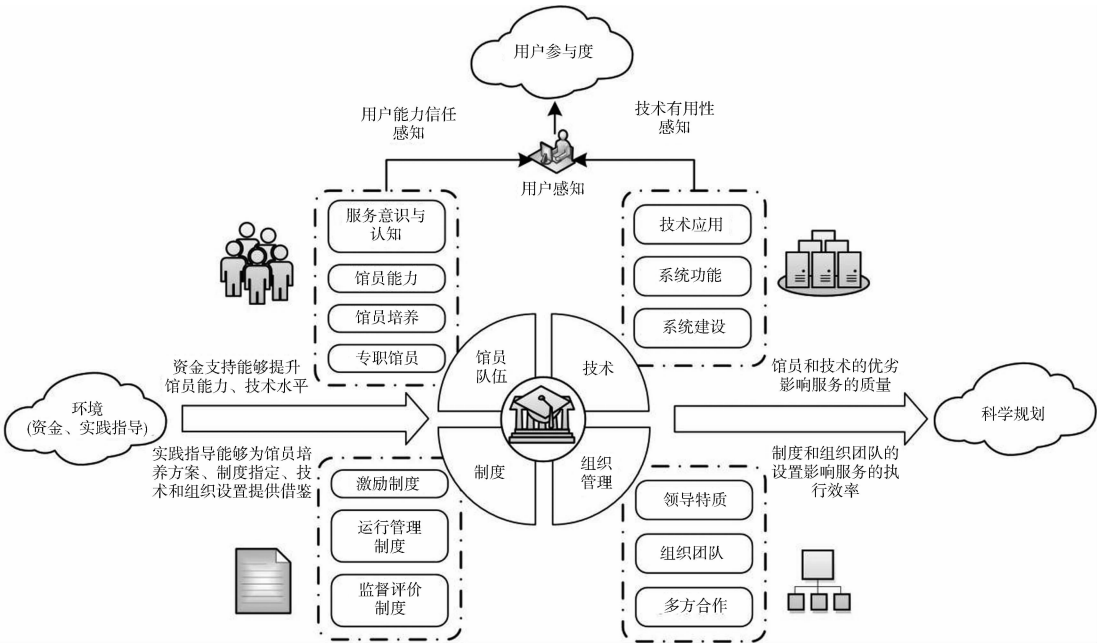 用户参与度
用户能力信任
感知
技术有用性
感知
用户感知
服务意识与
认知
馆员能力
馆员培养
专职馆员
技术应用
系统功能
系统建设
馆员
队伍
技术
制度
组织
管理
环境
(资金、实践指导)
资金支持能够提升
馆员能力、技术水平
实践指导能够为馆员培
养方案、制度指定、技
术和组织设置提供借鉴
馆员和技术的优劣
影响服务的质量
制度和组织团队的
设置影响服务的执
行效率
科学规划
激励制度
运行管理
制度
监督评价
制度
领导特质
组织团队
多方合作